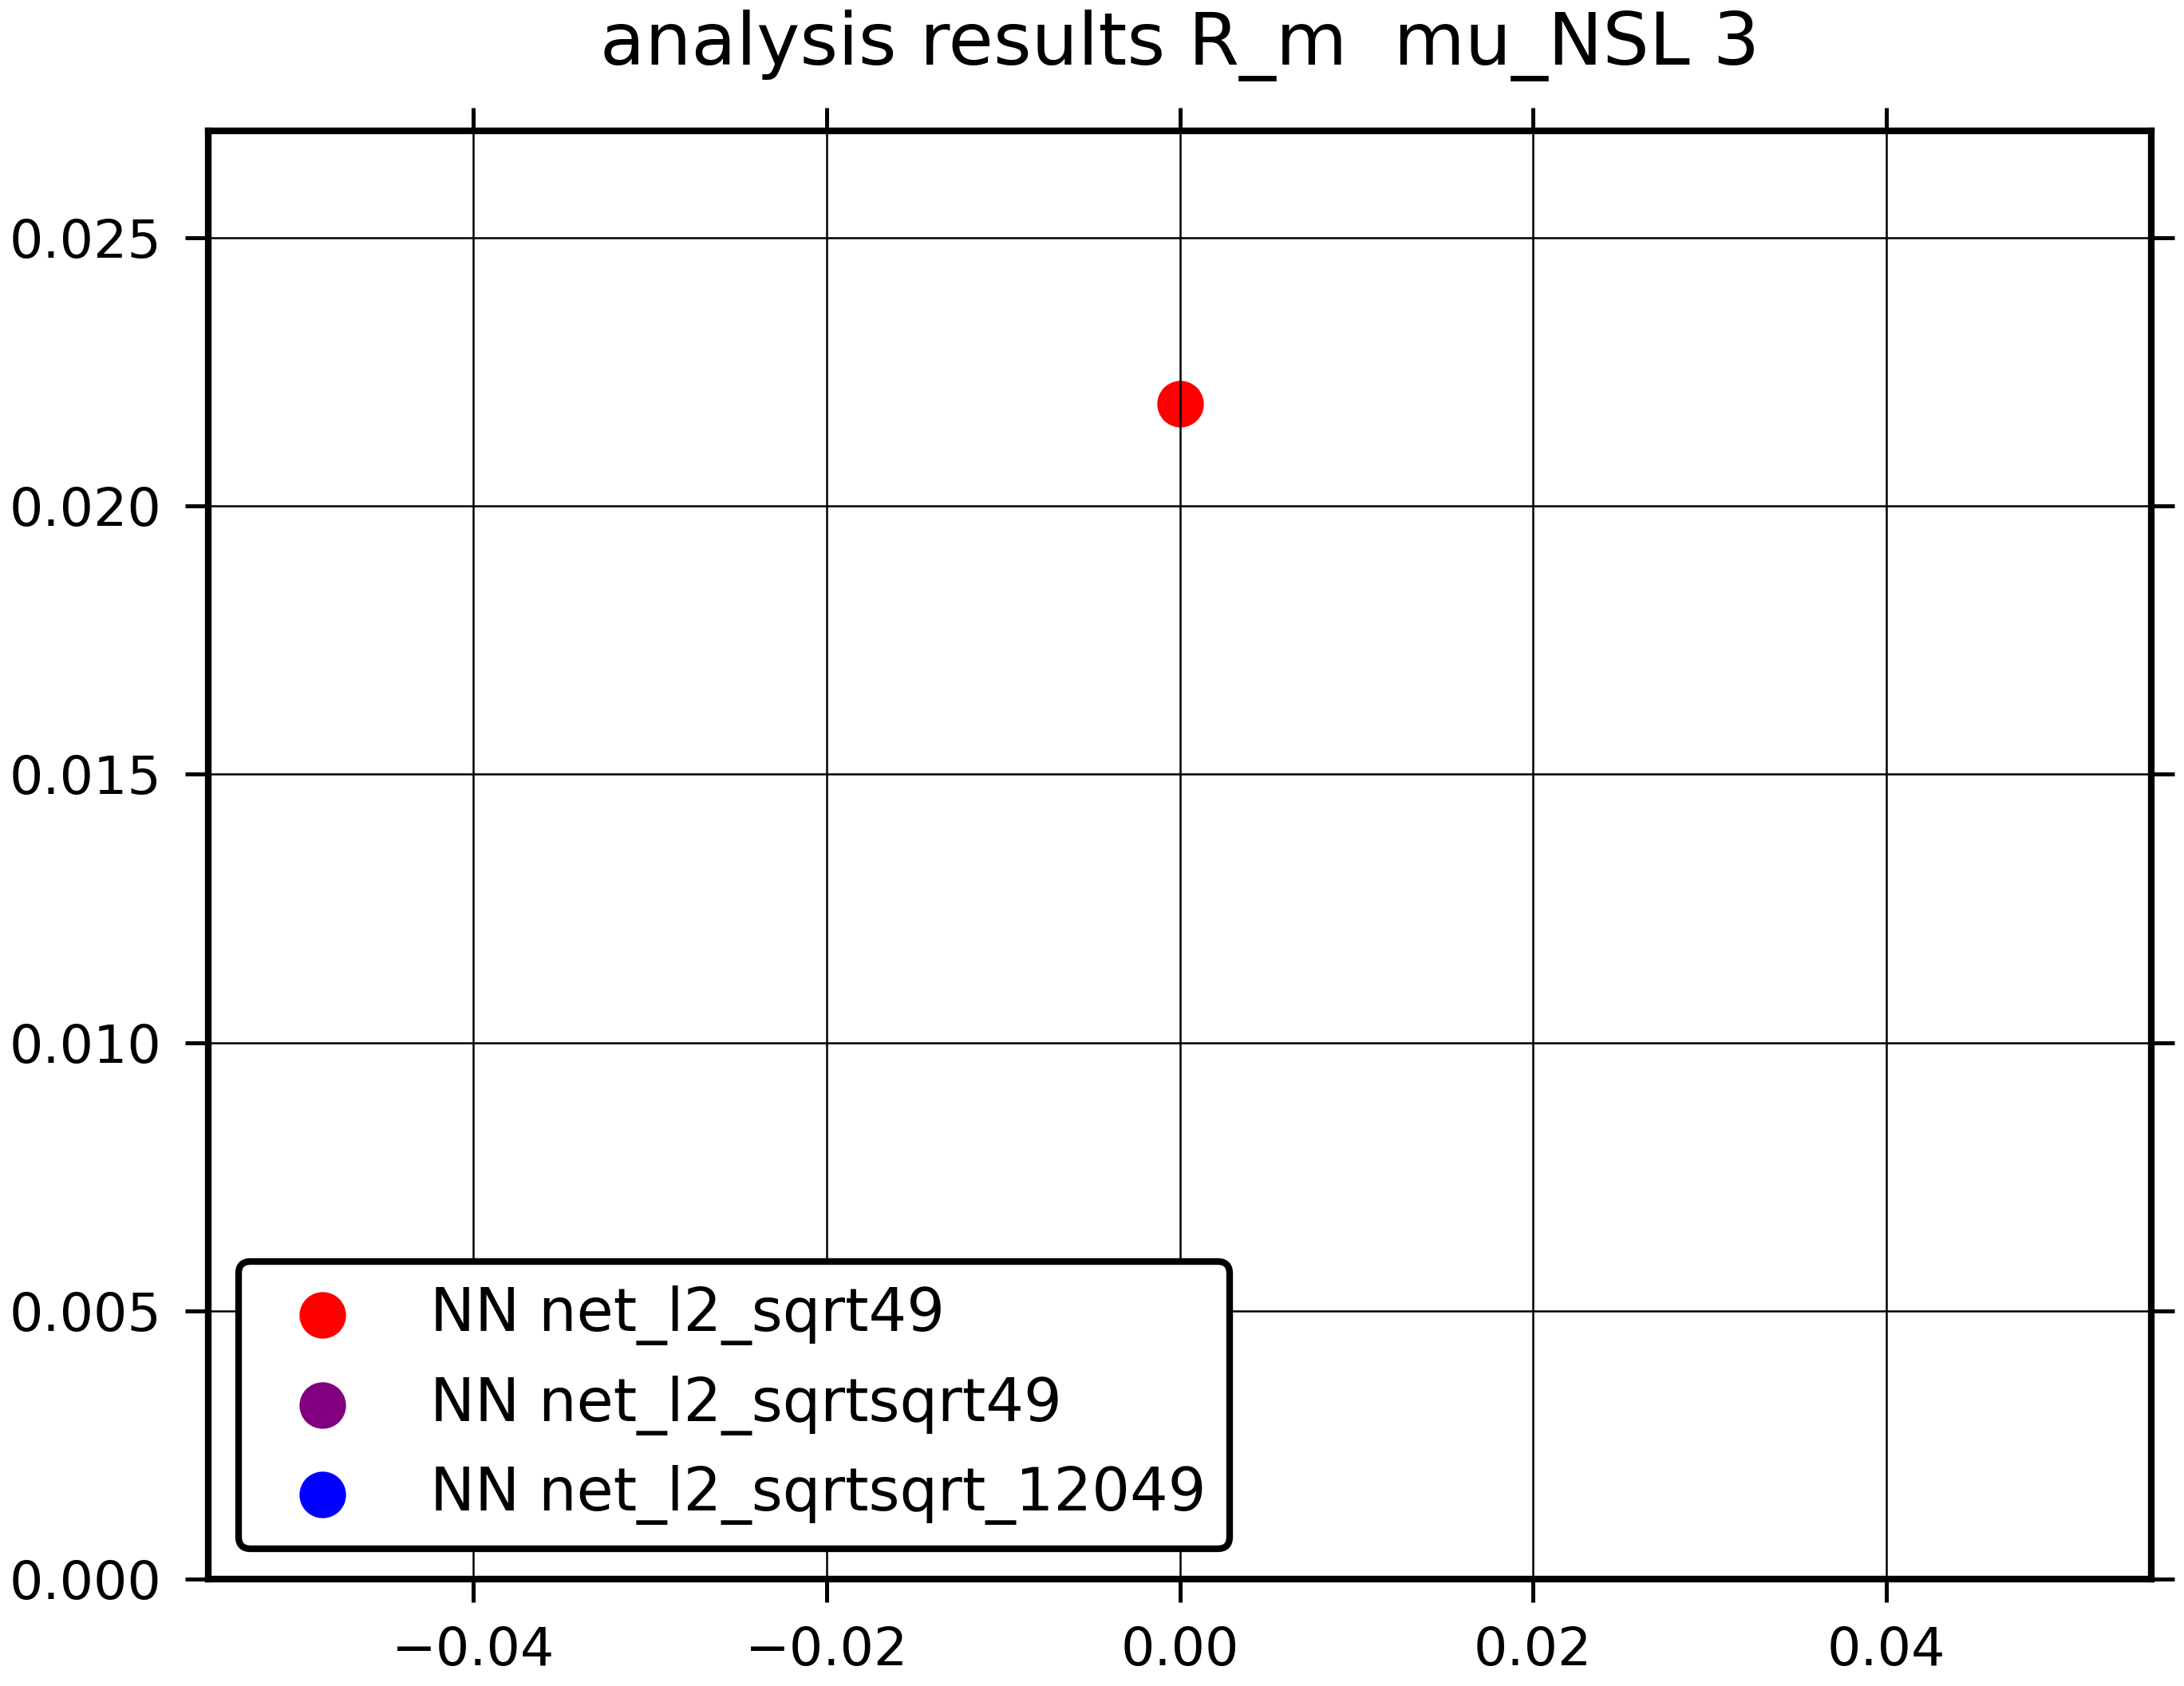 analysis results R_m  mu_NSL 3
0.025
0.020
0.015
0.010
0.005
0.000
NN net_l2_sqrt49
NN net_l2_sqrtsqrt49
NN net_l2_sqrtsqrt_12049
−0.04 −0.02 0.00 0.02 0.04